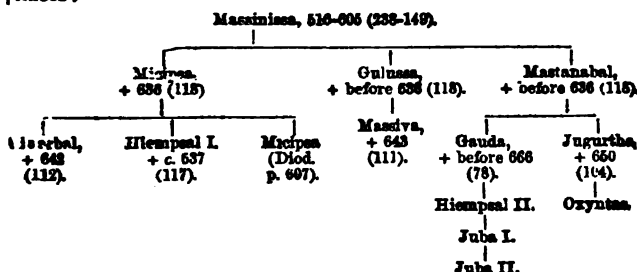 Massinissa, 516-605 (238-149).
Micipsa, Gulussa, Mastanabal,
+ 636 (118) + before 636 (118). + before 636 (118).
Adherbal, Hiempsal I. Micipsa Massiva, Gauda, Jugurtha,
+ 642 + c. 637 (Diod. + 643 + before 666 + 650
(112). (117). p. 607). (111). (78). (104).
Hiempsal II. Oxyntas.
Juba I.
Juba II.